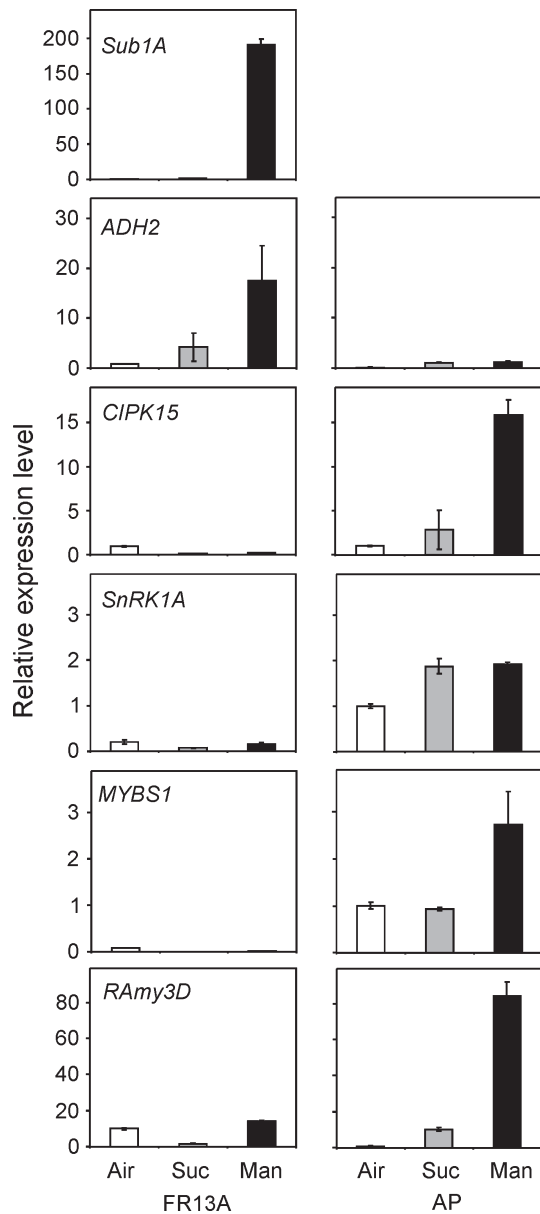 Relative expression level
Sub1A
200
150
100
50
0
ADH2
30
20
10
0
CIPK15
15
10
5
0
SnRK1A
3
2
1
0
MYBS1
3
2
1
0
RAmy3D
80
60
40
20
0
Air Suc Man Air Suc Man
FR13A AP